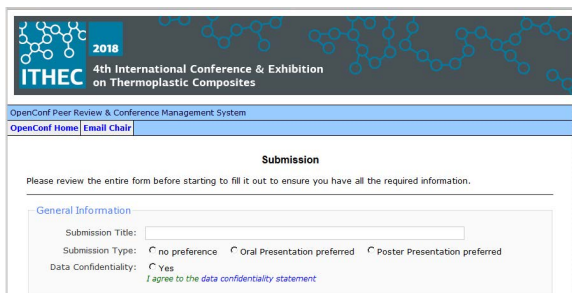 2018
ITHEC
4th International Conference & Exhibition
on Thermoplastic Composites
OpenConf Peer Review & Conference Management System
OpenConf Home Email Chair
Submission
Please review the entire form before starting to fill it out to ensure you have all the required information.
General Information
Submission Title:
Submission Type: no preference Oral Presentation preferred Poster Presentation preferred
Data Confidentiality: Yes
I agree to the data confidentiality statement